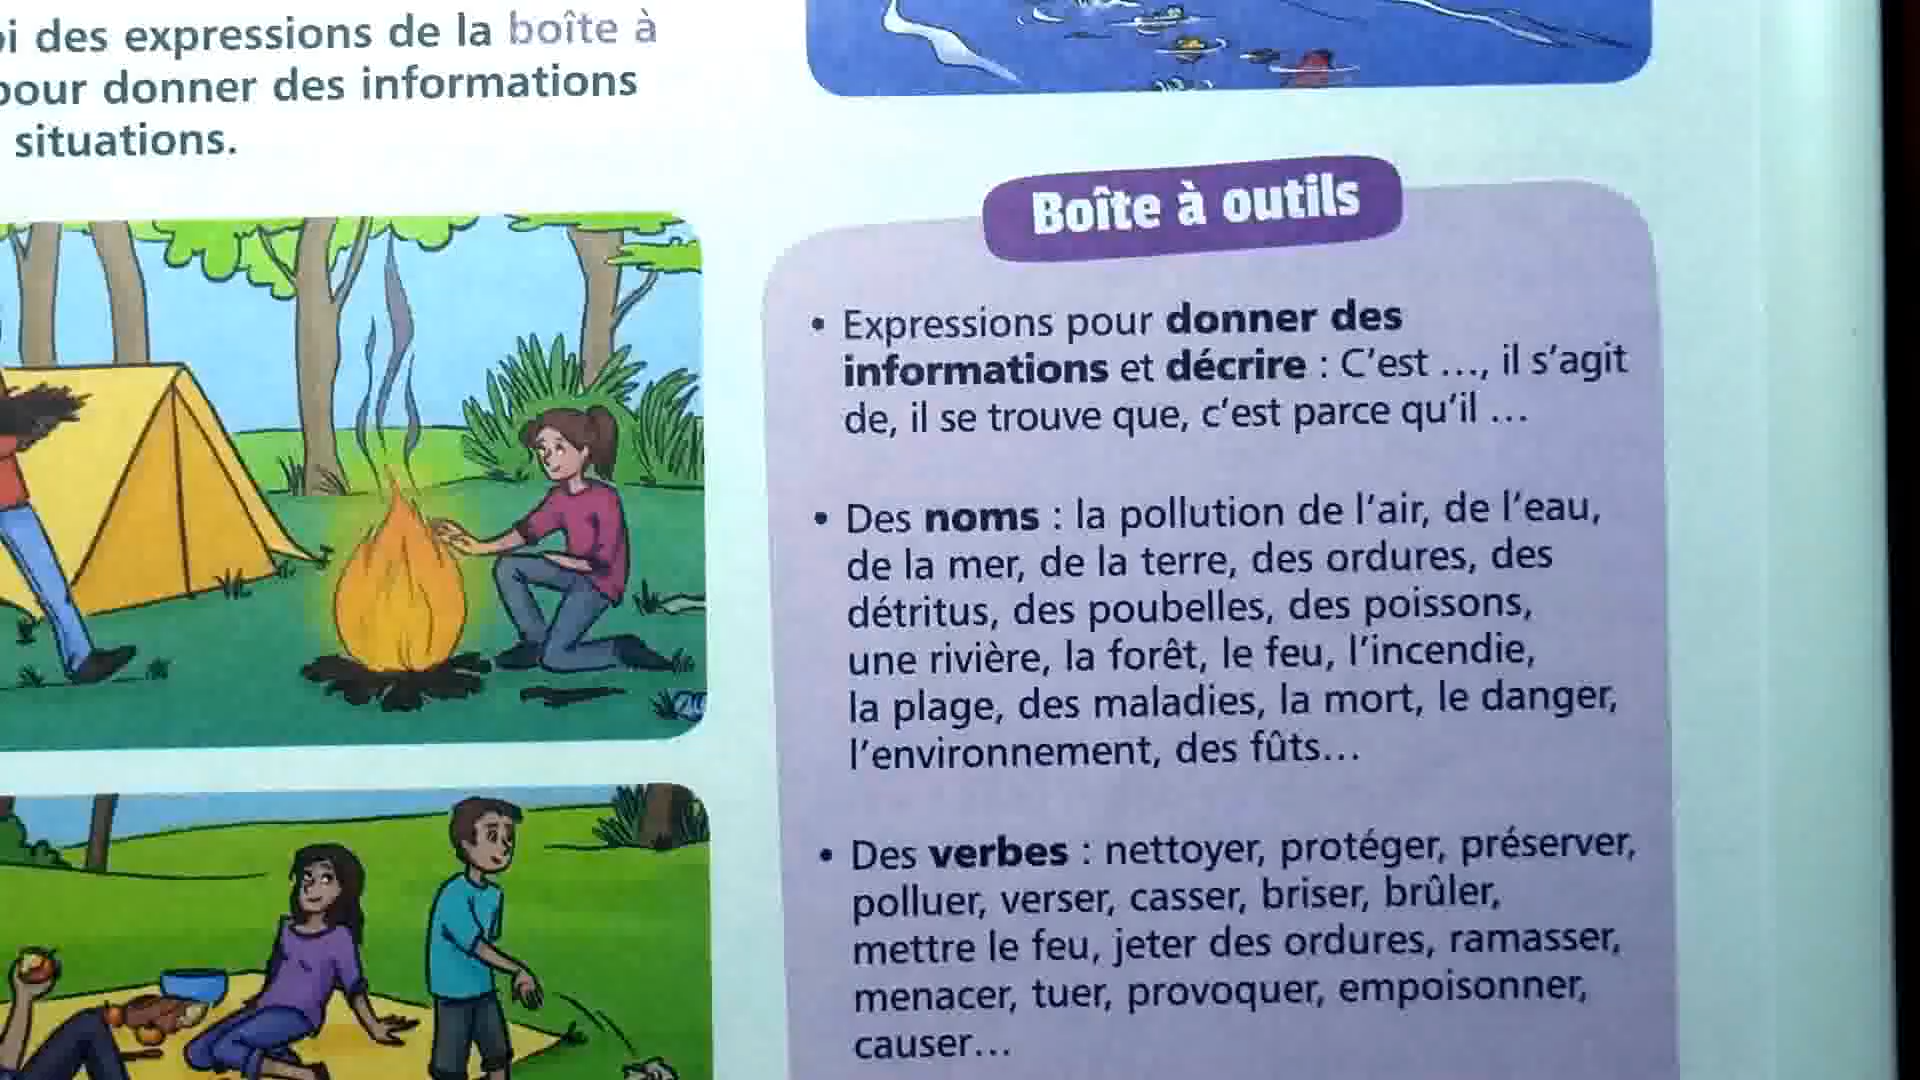 des expressions de la boîte à
pour donner des informations
situations.
Boîte à outils
• Expressions pour donner des
informations et décrire : C'est ..., il s'agit
de, il se trouve que, c'est parce qu'il ...
• Des noms : la pollution de l'air, de l'eau,
de la mer, de la terre, des ordures, des
détritus, des poubelles, des poissons,
une rivière, la forêt, le feu, l'incendie,
la plage, des maladies, la mort, le danger,
l'environnement, des fûts...
• Des verbes : nettoyer, protéger, préserver,
polluer, verser, casser, briser, brûler,
mettre le feu, jeter des ordures, ramasser,
menacer, tuer, provoquer, empoisonner,
causer...